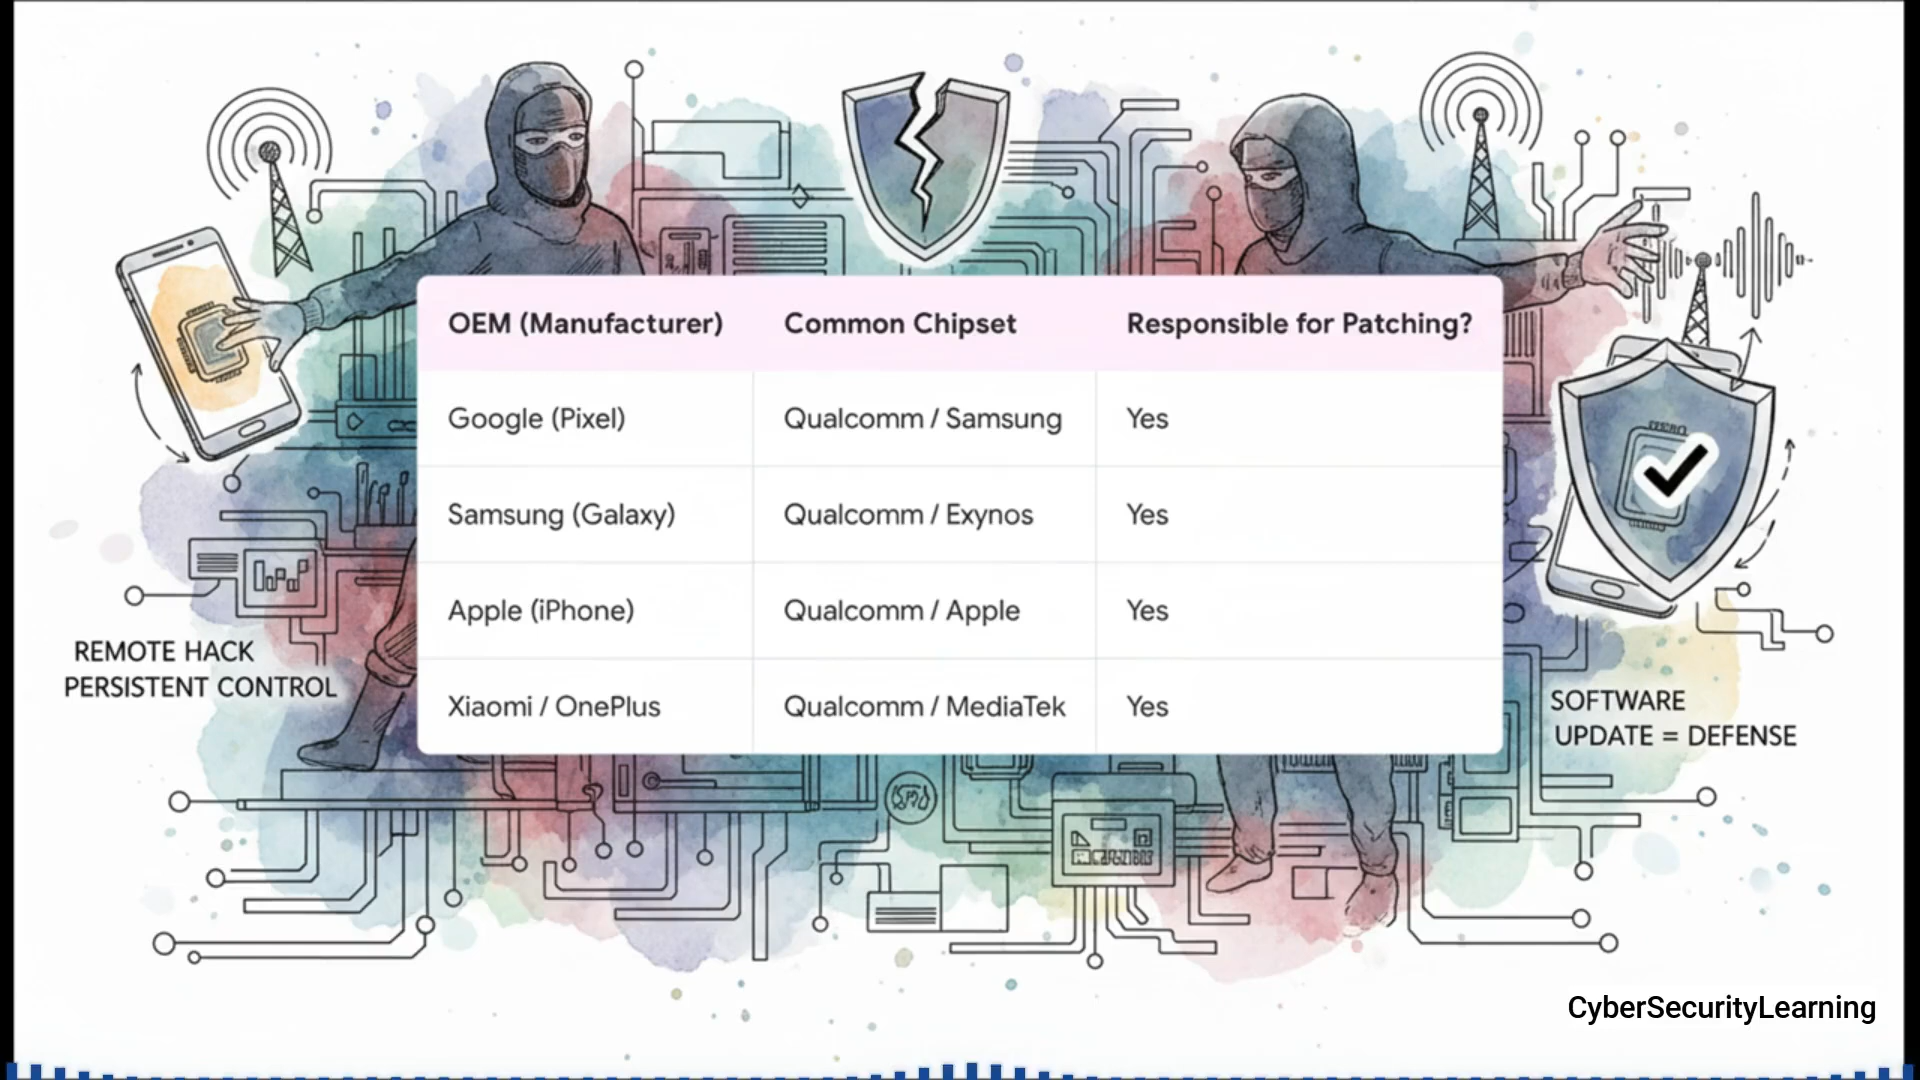 OEM (Manufacturer) Common Chipset Responsible for Patching?
Google (Pixel) Qualcomm / Samsung Yes
Samsung (Galaxy) Qualcomm / Exynos Yes
Apple (iPhone) Qualcomm / Apple Yes
Xiaomi / OnePlus Qualcomm / MediaTek Yes
REMOTE HACK
PERSISTENT CONTROL
SOFTWARE
UPDATE = DEFENSE
CyberSecurityLearning